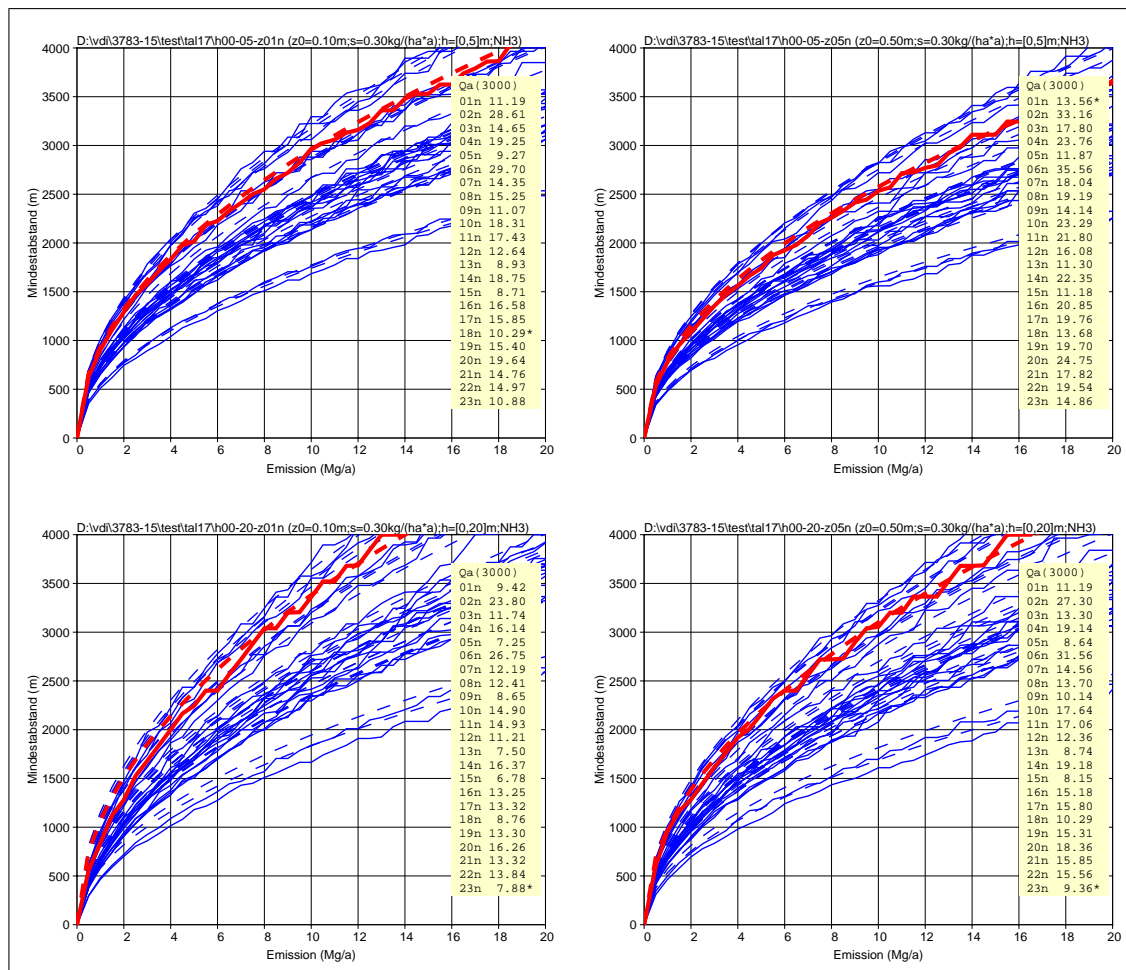 D:\vdi\3783-15\test\tal17\h00-05-z01n (z0=0.10m;s=0.30kg/(ha*a);h=[0,5]m;NH3)
4000
3500
3000
2500
2000
1500
1000
500
0
Mindestabstand (m)
Qa(3000)
01n 11.19
02n 28.61
03n 14.65
04n 19.25
05n 9.27
06n 29.70
07n 14.35
08n 15.25
09n 11.07
10n 18.31
11n 17.43
12n 12.64
13n 8.93
14n 18.75
15n 8.71
16n 16.58
17n 15.85
18n 10.29*
19n 15.40
20n 19.64
21n 14.76
22n 14.97
23n 10.88
0 2 4 6 8 10 12 14 16 18 20
Emission (Mg/a)
D:\vdi\3783-15\test\tal17\h00-05-z05n (z0=0.50m;s=0.30kg/(ha*a);h=[0,5]m;NH3)
4000
3500
3000
2500
2000
1500
1000
500
0
Mindestabstand (m)
Qa(3000)
01n 13.56*
02n 33.16
03n 17.80
04n 23.76
05n 11.87
06n 35.56
07n 18.04
08n 19.19
09n 14.14
10n 23.29
11n 21.80
12n 16.08
13n 11.30
14n 22.35
15n 11.18
16n 20.85
17n 19.76
18n 13.68
19n 19.70
20n 24.75
21n 17.82
22n 19.54
23n 14.86
0 2 4 6 8 10 12 14 16 18 20
Emission (Mg/a)
D:\vdi\3783-15\test\tal17\h00-20-z01n (z0=0.10m;s=0.30kg/(ha*a);h=[0,20]m;NH3)
4000
3500
3000
2500
2000
1500
1000
500
0
Mindestabstand (m)
Qa(3000)
01n 9.42
02n 23.80
03n 11.74
04n 16.14
05n 7.25
06n 26.75
07n 12.19
08n 12.41
09n 8.65
10n 14.90
11n 14.93
12n 11.21
13n 7.50
14n 16.37
15n 6.78
16n 13.25
17n 13.32
18n 8.76
19n 13.30
20n 16.26
21n 13.32
22n 13.84
23n 7.88*
0 2 4 6 8 10 12 14 16 18 20
Emission (Mg/a)
D:\vdi\3783-15\test\tal17\h00-20-z05n (z0=0.50m;s=0.30kg/(ha*a);h=[0,20]m;NH3)
4000
3500
3000
2500
2000
1500
1000
500
0
Mindestabstand (m)
Qa(3000)
01n 11.19
02n 27.30
03n 13.30
04n 19.14
05n 8.64
06n 31.56
07n 14.56
08n 13.70
09n 10.14
10n 17.64
11n 17.06
12n 12.36
13n 8.74
14n 19.18
15n 8.15
16n 15.18
17n 15.80
18n 10.29
19n 15.31
20n 18.36
21n 15.85
22n 15.56
23n 9.36*
0 2 4 6 8 10 12 14 16 18 20
Emission (Mg/a)